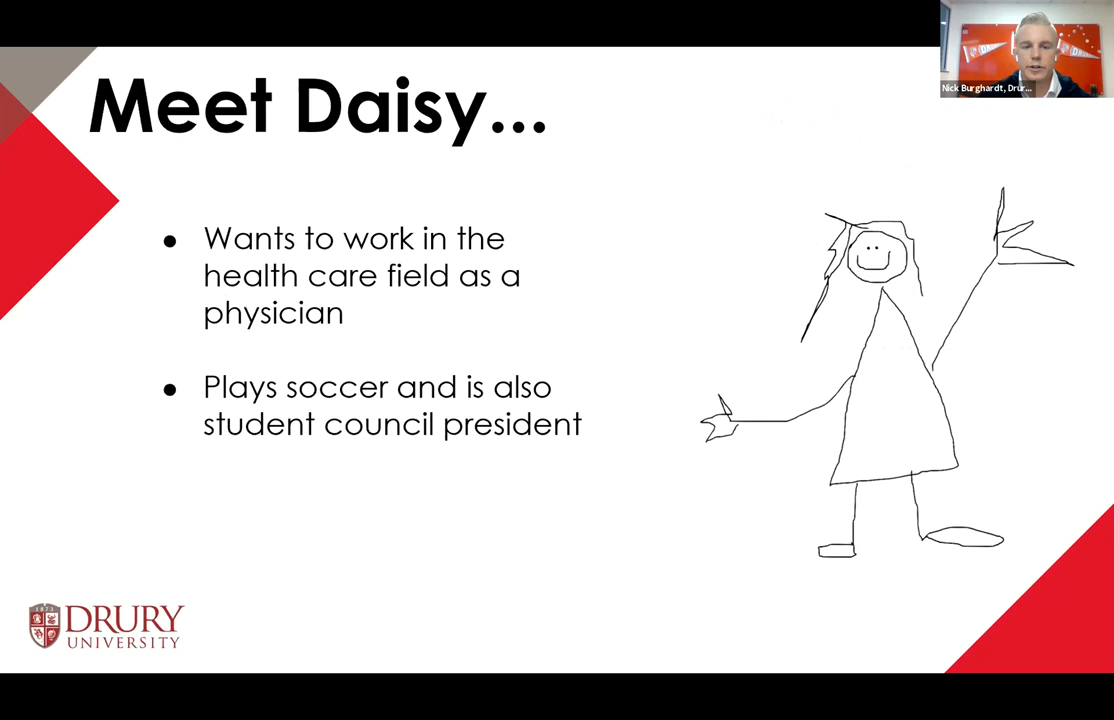 Meet Daisy...
Nick Burghardt, Drur...
● Wants to work in the
health care field as a
physician
● Plays soccer and is also
student council president
1873
DRURY
UNIVERSITY